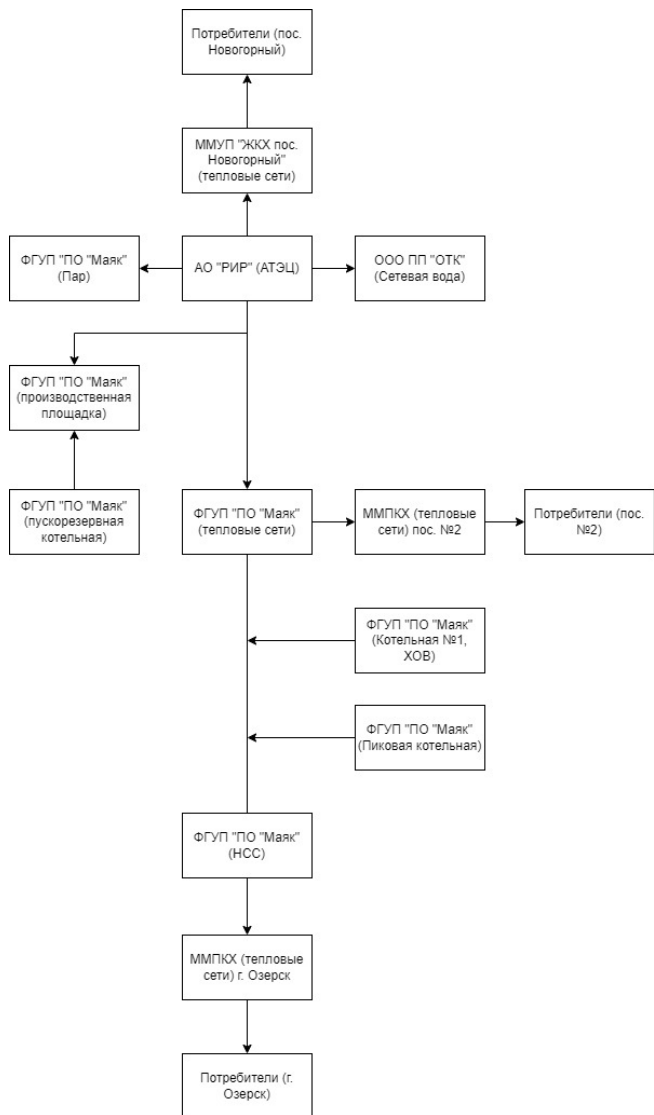 Потребители (пос.
Новогорный)
ММУП "ЖКХ пос.
Новогорный"
(тепловые сети)
ФГУП "ПО "Маяк"
(Пар)
АО "РИР" (АТЭЦ)
ООО ПП "ОТК"
(Сетевая вода)
ФГУП "ПО "Маяк"
(производственная
площадка)
ФГУП "ПО "Маяк"
(пускорезервная
котельная)
ФГУП "ПО "Маяк"
(тепловые сети)
ММПКХ (тепловые
сети) пос. №2
Потребители (пос.
№2)
ФГУП "ПО "Маяк"
(Котельная №1,
ХОВ)
ФГУП "ПО "Маяк"
(Пиковая котельная)
ФГУП "ПО "Маяк"
(НСС)
ММПКХ (тепловые
сети) г. Озерск
Потребители (г.
Озерск)